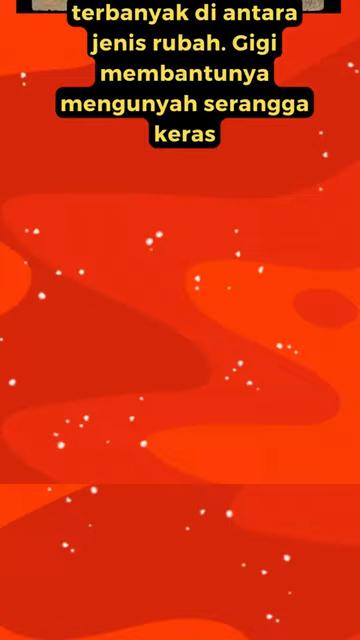 terbanyak di antara
jenis rubah. Gigi
membantunya
mengunyah serangga
keras